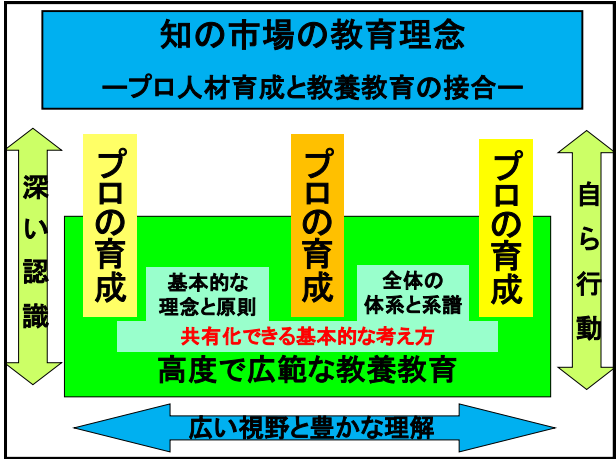 知の市場の教育理念
ープロ人材育成と教養教育の接合ー
深い認識
プロの育成
プロの育成
プロの育成
自ら行動
基本的な
理念と原則
全体の
体系と系譜
共有化できる基本的な考え方
高度で広範な教養教育
広い視野と豊かな理解